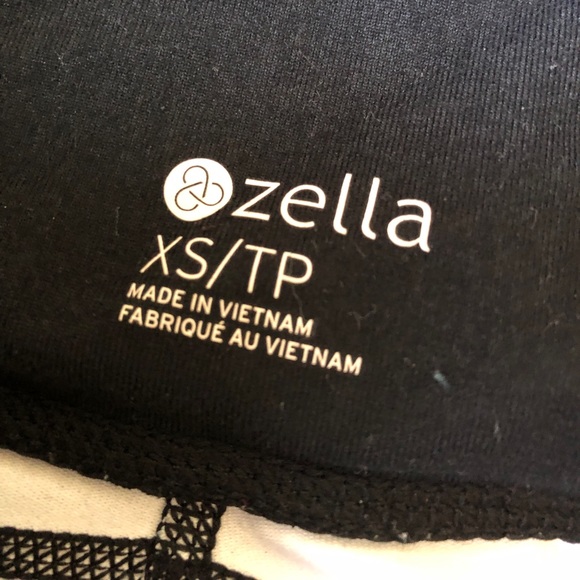 zella
XS/TP
MADE IN VIETNAM
FABRIQUÉ AU VIETNAM